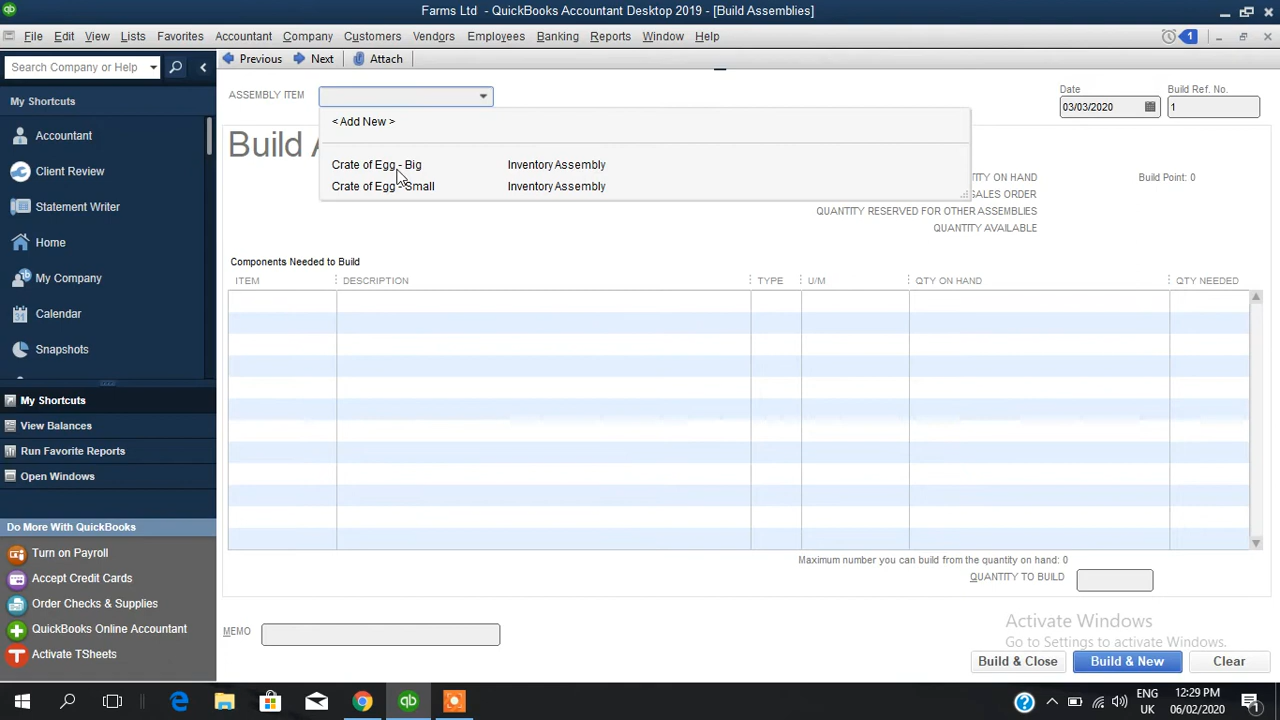 Farms Ltd - QuickBooks Accountant Desktop 2019 - [Build Assemblies]
File Edit View Lists Favorites Accountant Company Customers Vendors Employees Banking Reports Window Help
1
Search Company or Help
Previous Next Attach
My Shortcuts
Accountant
Client Review
Statement Writer
Home
My Company
Calendar
Snapshots
My Shortcuts
View Balances
Run Favorite Reports
Open Windows
Do More With QuickBooks
Turn on Payroll
Accept Credit Cards
Order Checks & Supplies
QuickBooks Online Accountant
Activate TSheets
ASSEMBLY ITEM
Date
03/03/2020
Build Ref. No.
1
< Add New >
Build
Crate of Egg - Big Inventory Assembly
Crate of Egg - Small Inventory Assembly
ON HAND
Build Point: 0
SALES ORDER
QUANTITY RESERVED FOR OTHER ASSEMBLIES
QUANTITY AVAILABLE
Components Needed to Build
ITEM DESCRIPTION TYPE U/M QTY ON HAND QTY NEEDED
Maximum number you can build from the quantity on hand: 0
QUANTITY TO BUILD
MEMO
Activate Windows
Go to Settings to activate Windows.
Build & Close Build & New Clear
ENG
UK
12:29 PM
06/02/2020
1